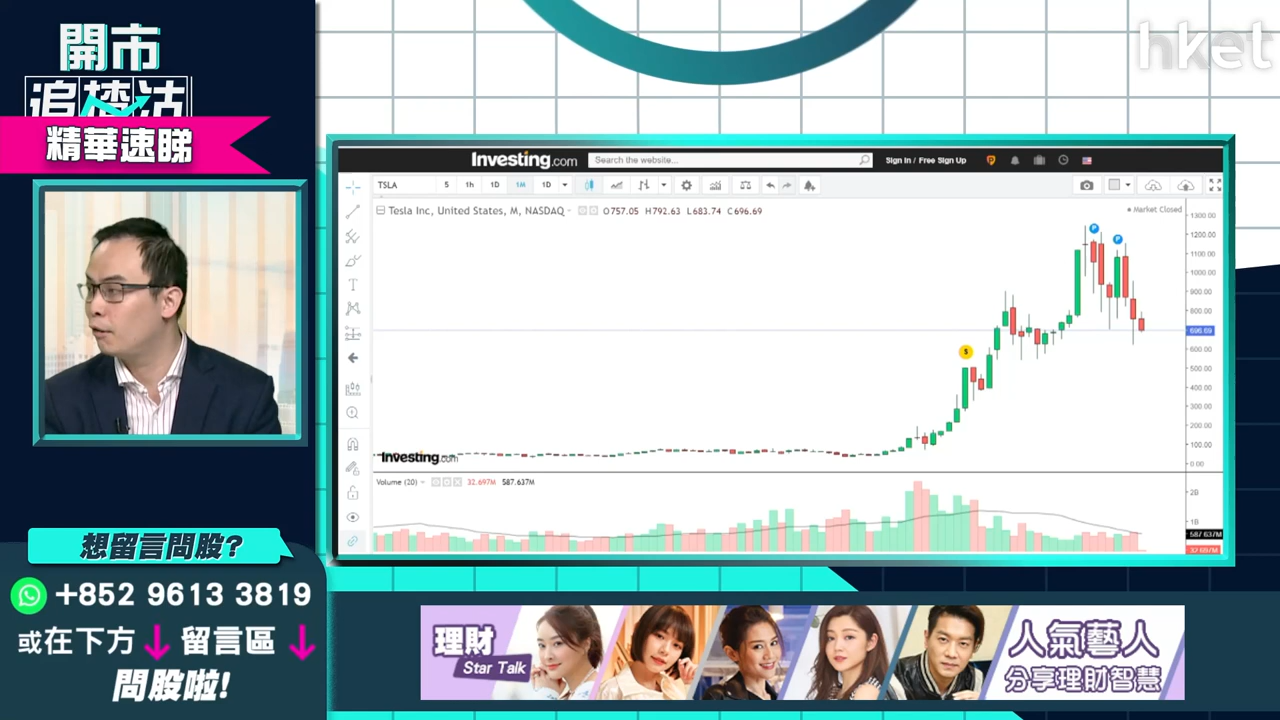 開市
追揸沽
精華速睇
hket
Investing.com
Search the website...
Sign In / Free Sign Up
TSLA
5
1h
1D
1M
1D
Tesla Inc, United States, M, NASDAQ
O757.05 H792.63 L683.74 C696.69
Market Closed
1300.00
1200.00
1100.00
1000.00
900.00
800.00
696.69
600.00
500.00
400.00
300.00
200.00
100.00
0.00
P
P
$
Investing.com
Volume (20)
32.697M 587.637M
2B
1B
587.637M
32.697M
想留言問股?
+852 9613 3819
或在下方↓留言區↓
問股啦!
理財
Star Talk
人氣藝人
分享理財智慧